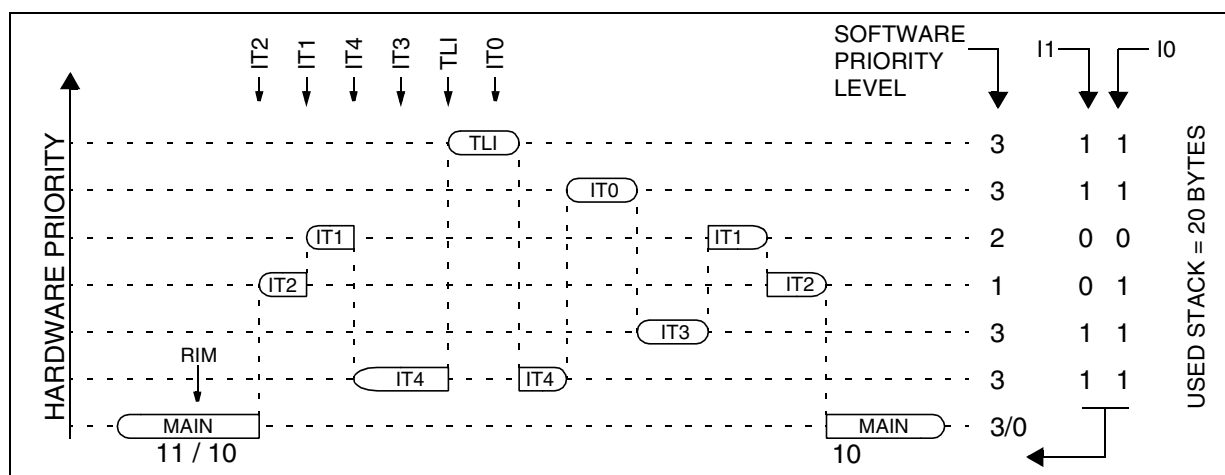 IT2
IT1
IT4
IT3
TLI
IT0
SOFTWARE
PRIORITY
LEVEL
I1
I0
HARDWARE PRIORITY
USED STACK = 20 BYTES
TLI
3
1 1
IT0
3
1 1
IT1
IT1
2
0 0
IT2
IT2
1
0 1
IT3
3
1 1
RIM
IT4
IT4
3
1 1
MAIN
MAIN
3/0
11 / 10
10